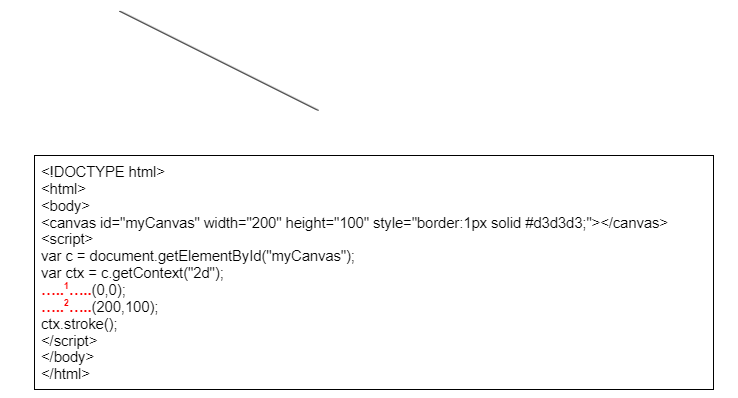 <!DOCTYPE html>
<html>
<body>
<canvas id="myCanvas" width="200" height="100" style="border:1px solid #d3d3d3;"></canvas>
<script>
var c = document.getElementById("myCanvas");
var ctx = c.getContext("2d");
.....1.....(0,0);
.....2.....(200,100);
ctx.stroke();
</script>
</body>
</html>